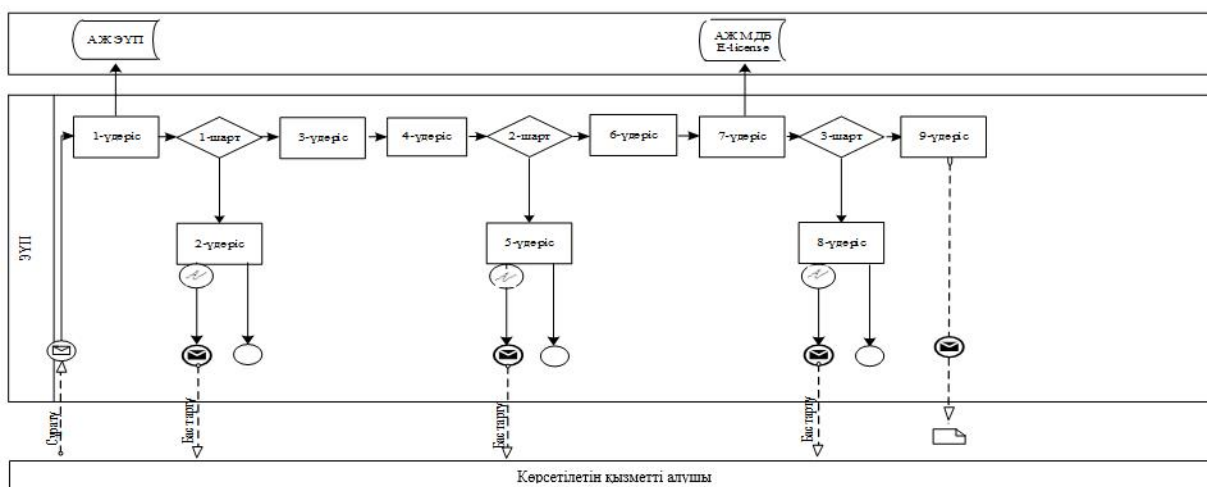 АЖ ЭҮП
АЖ МДБ
E-license
1-үдеріс
1-шарт
3-үдеріс
4-үдеріс
2-шарт
6-үдеріс
7-үдеріс
3-шарт
9-үдеріс
2-үдеріс
5-үдеріс
8-үдеріс
ЭҮП
Сұрату
Бас тарту
Бас тарту
Бас тарту
Көрсетілетін қызметті алушы